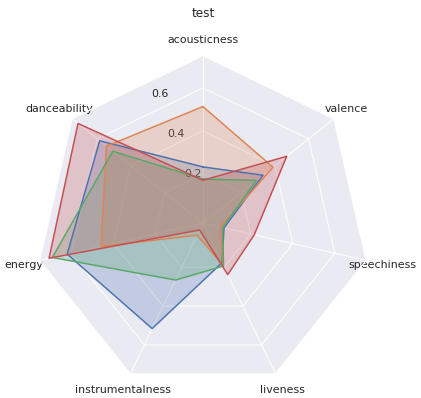 test
acousticness
0.6
danceability
valence
0.4
0.2
energy
speechiness
instrumentalness
liveness